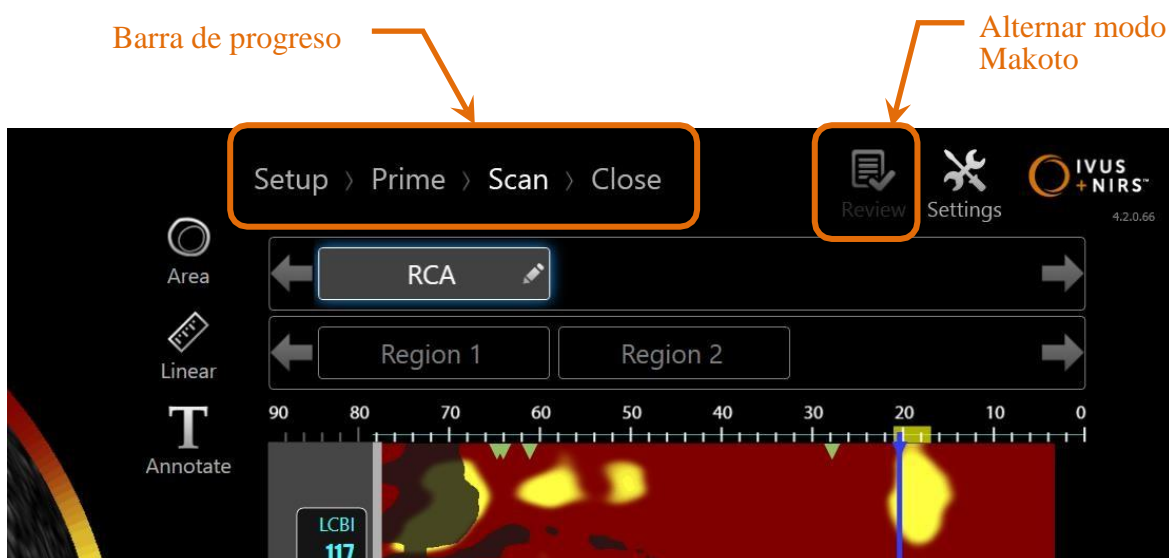 Barra de progreso
Alternar modo
Makoto
Setup > Prime > Scan > Close
Review
Settings
IVUS
+NIRS™
4.2.0.66
Area
RCA
Linear
Region 1
Region 2
90 80 70 60 50 40 30 20 10 0
T
Annotate
LCBI
117